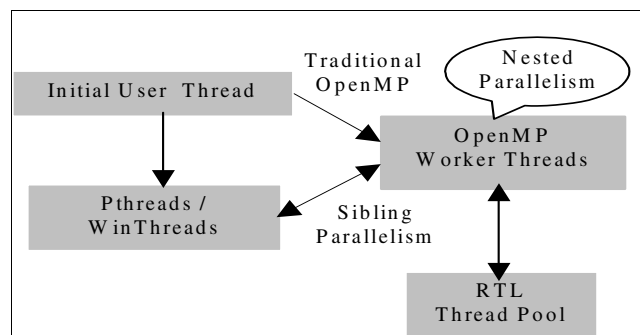 Traditional
OpenMP
Nested
Parallelism
Initial User Thread
OpenMP
Worker Threads
Pthreads /
WinThreads
Sibling
Parallelism
RTL
Thread Pool